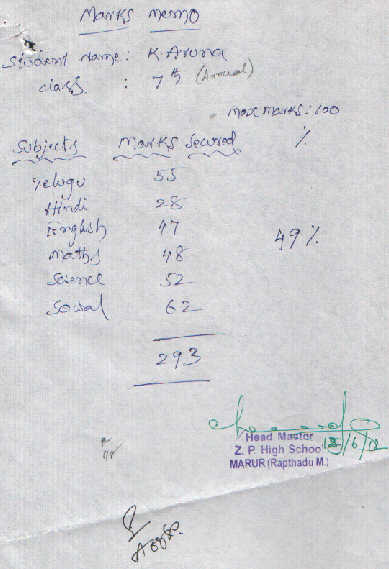 Marks memo
Student name : K. Aruna
class : 7th (Annual)
Max marks : 100
Subjects Marks Secured %
Telugu 55
Hindi 28
English 47
maths 48 49%
Science 52
Social 62
293
Head Master
Z. P. High School
MARUR (Rapthadu M.)